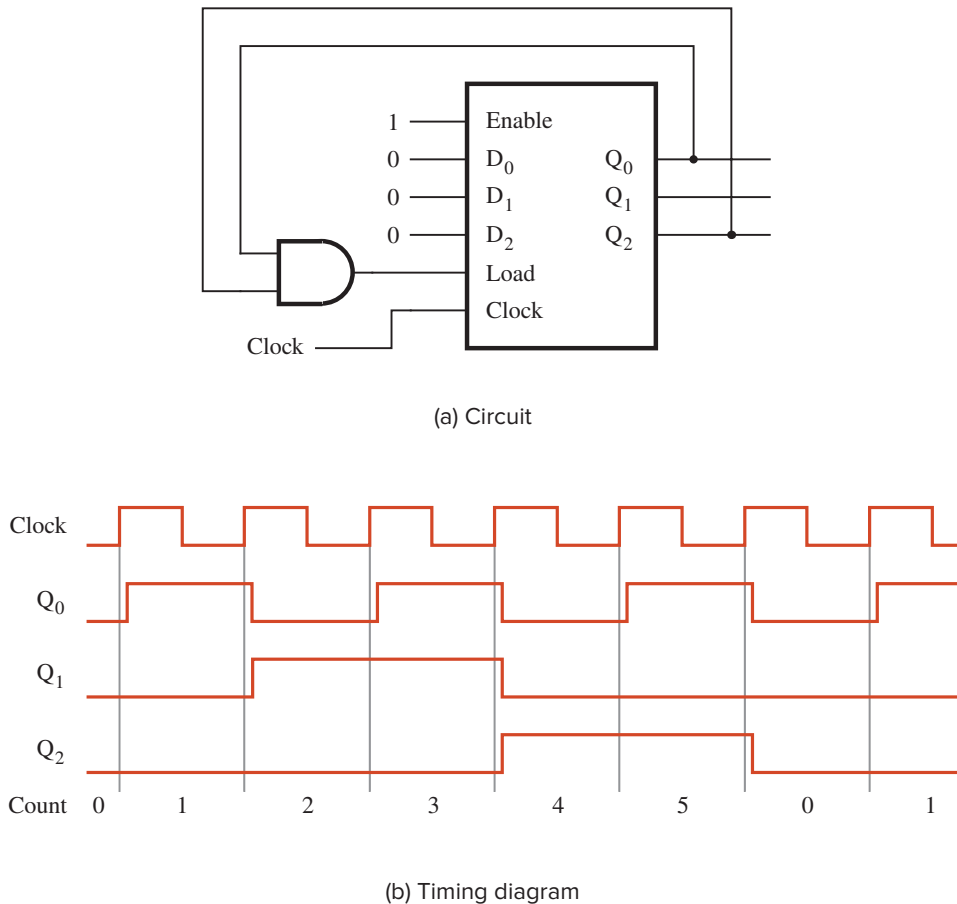 1 Enable
0 D0 Q0
0 D1 Q1
0 D2 Q2
Load
Clock
Clock
(a) Circuit
Clock
Q0
Q1
Q2
Count 0 1 2 3 4 5 0 1
(b) Timing diagram